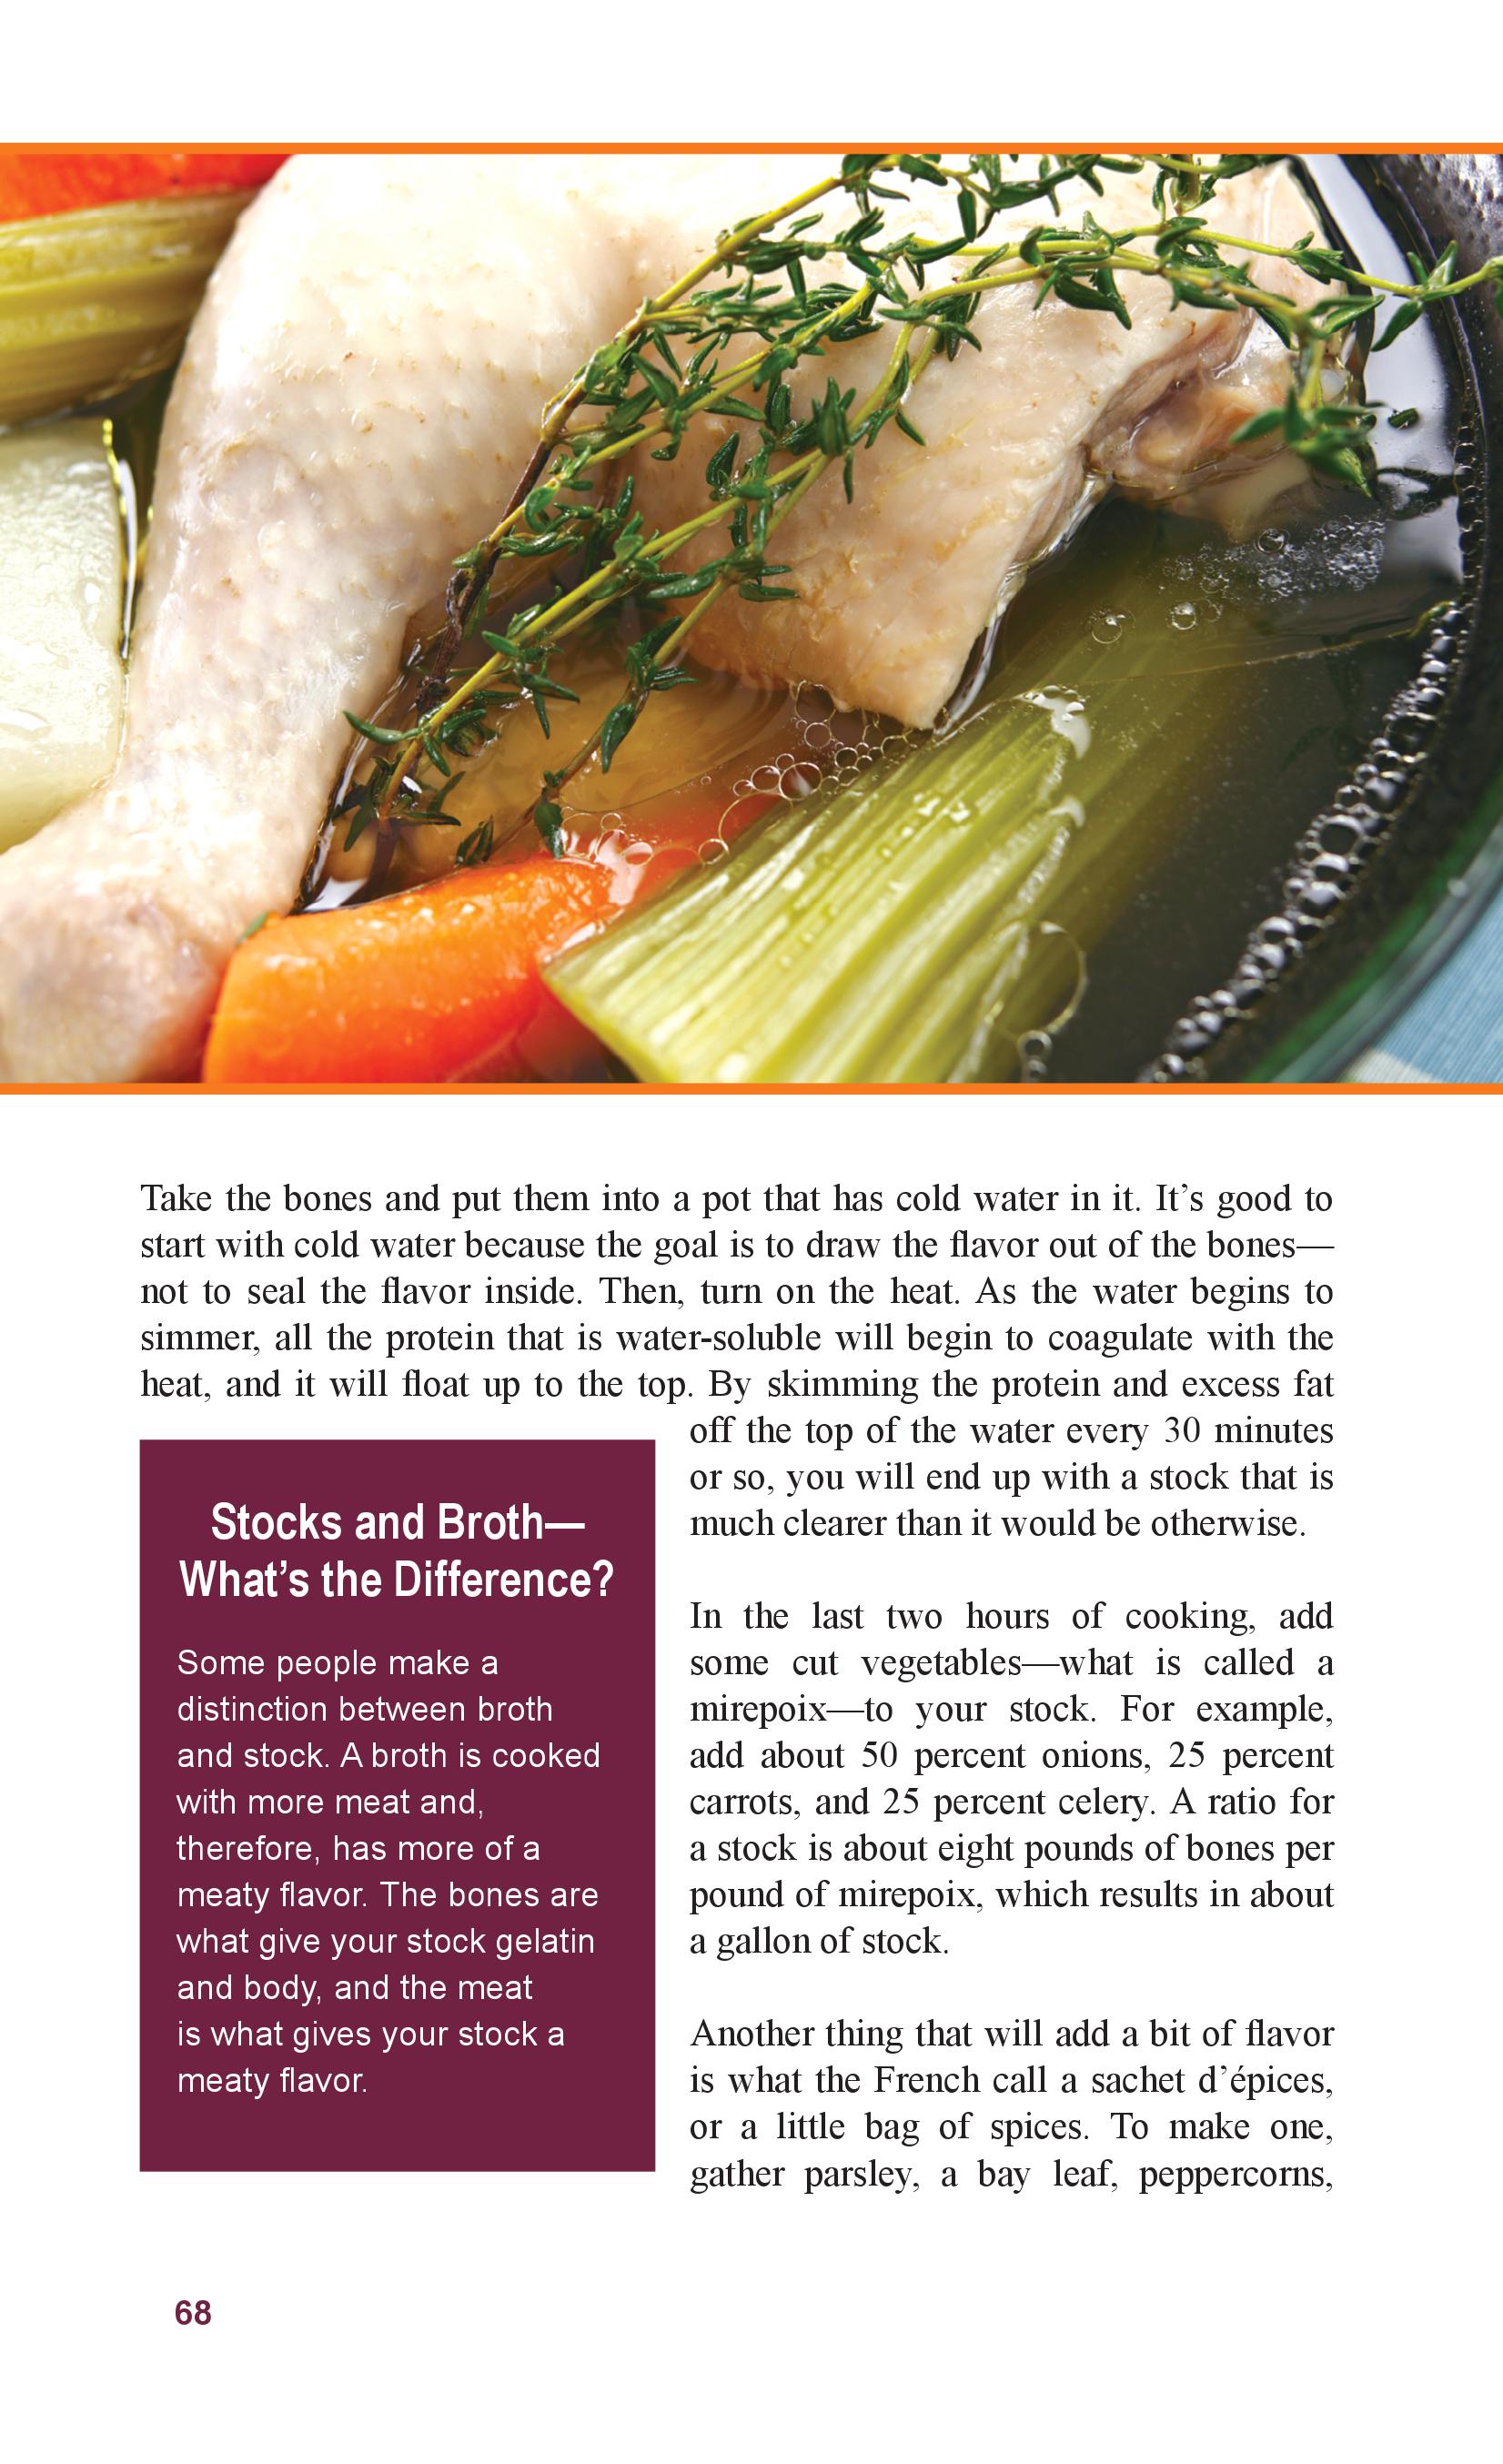 Take the bones and put them into a pot that has cold water in it. It’s good to
start with cold water because the goal is to draw the flavor out of the bones—
not to seal the flavor inside. Then, turn on the heat. As the water begins to
simmer, all the protein that is water-soluble will begin to coagulate with the
heat, and it will float up to the top. By skimming the protein and excess fat
off the top of the water every 30 minutes
or so, you will end up with a stock that is
much clearer than it would be otherwise.
In the last two hours of cooking, add
some cut vegetables—what is called a
mirepoix—to your stock. For example,
add about 50 percent onions, 25 percent
carrots, and 25 percent celery. A ratio for
a stock is about eight pounds of bones per
pound of mirepoix, which results in about
a gallon of stock.
Another thing that will add a bit of flavor
is what the French call a sachet d’épices,
or a little bag of spices. To make one,
gather parsley, a bay leaf, peppercorns,
Stocks and Broth—
What’s the Difference?
Some people make a
distinction between broth
and stock. A broth is cooked
with more meat and,
therefore, has more of a
meaty flavor. The bones are
what give your stock gelatin
and body, and the meat
is what gives your stock a
meaty flavor.
68